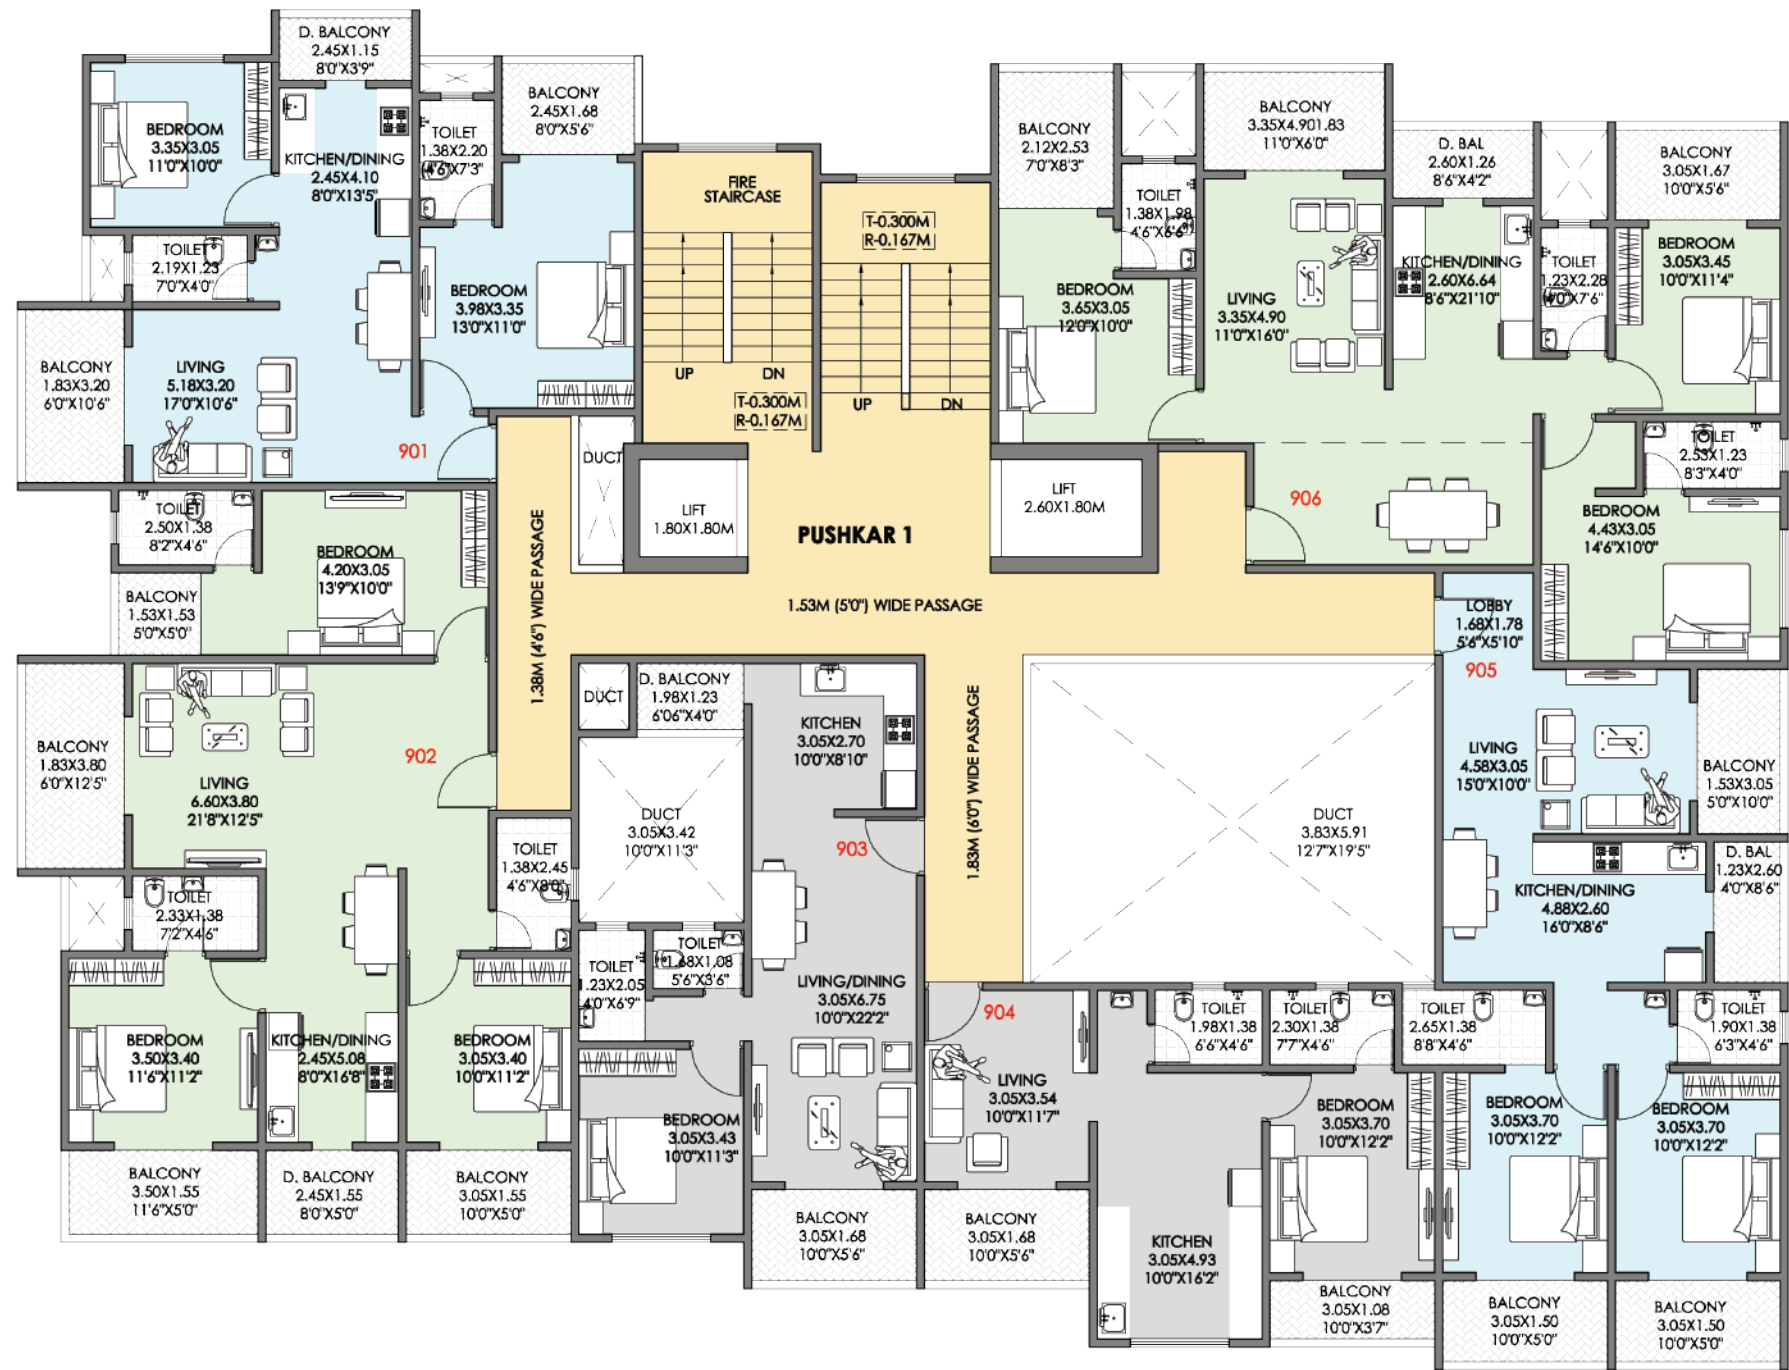 D. BALCONY
2.45X1.15
8'0"X3'9"
BEDROOM
3.35X3.05
11'0"X10'0"
KITCHEN/DINING
2.45X4.10
8'0"X13'5"
TOILET
1.38X2.20
4'6"X7'3"
BALCONY
2.45X1.68
8'0"X5'6"
TOILET
2.19X1.23
7'0"X4'0"
BEDROOM
3.98X3.35
13'0"X11'0"
BALCONY
1.83X3.20
6'0"X10'6"
LIVING
5.18X3.20
17'0"X10'6"
901
FIRE
STAIRCASE
UP
DN
T-0.300M
R-0.167M
T-0.300M
R-0.167M
UP
DN
DUCT
LIFT
1.80X1.80M
PUSHKAR 1
LIFT
2.60X1.80M
1.38M (4'6") WIDE PASSAGE
1.53M (5'0") WIDE PASSAGE
1.83M (6'0") WIDE PASSAGE
BALCONY
2.12X2.53
7'0"X8'3"
TOILET
1.38X1.98
4'6"X6'6"
BALCONY
3.35X4.901.83
11'0"X6'0"
D. BAL
2.60X1.26
8'6"X4'2"
BALCONY
3.05X1.67
10'0"X5'6"
BEDROOM
3.65X3.05
12'0"X10'0"
LIVING
3.35X4.90
11'0"X16'0"
KITCHEN/DINING
2.60X6.64
8'6"X21'10"
TOILET
1.23X2.28
4'0"X7'6"
BEDROOM
3.05X3.45
10'0"X11'4"
TOILET
2.53X1.23
8'3"X4'0"
BEDROOM
4.43X3.05
14'6"X10'0"
906
TOILET
2.50X1.38
8'2"X4'6"
BEDROOM
4.20X3.05
13'9"X10'0"
BALCONY
1.53X1.53
5'0"X5'0"
BALCONY
1.83X3.80
6'0"X12'5"
LIVING
6.60X3.80
21'8"X12'5"
902
TOILET
1.38X2.45
4'6"X8'0"
TOILET
2.33X1.38
7'2"X4'6"
BEDROOM
3.50X3.40
11'6"X11'2"
KITCHEN/DINING
2.45X5.08
8'0"X16'8"
BEDROOM
3.05X3.40
10'0"X11'2"
BALCONY
3.50X1.55
11'6"X5'0"
D. BALCONY
2.45X1.55
8'0"X5'0"
BALCONY
3.05X1.55
10'0"X5'0"
DUCT
D. BALCONY
1.98X1.23
6'06"X4'0"
KITCHEN
3.05X2.70
10'0"X8'10"
DUCT
3.05X3.42
10'0"X11'3"
903
TOILET
1.23X2.05
4'0"X6'9"
TOILET
1.68X1.08
5'6"X3'6"
LIVING/DINING
3.05X6.75
10'0"X22'2"
BEDROOM
3.05X3.43
10'0"X11'3"
BALCONY
3.05X1.68
10'0"X5'6"
DUCT
3.83X5.91
12'7"X19'5"
904
LIVING
3.05X3.54
10'0"X11'7"
BALCONY
3.05X1.68
10'0"X5'6"
TOILET
1.98X1.38
6'6"X4'6"
TOILET
2.30X1.38
7'7"X4'6"
KITCHEN
3.05X4.93
10'0"X16'2"
BEDROOM
3.05X3.70
10'0"X12'2"
BALCONY
3.05X1.08
10'0"X3'7"
LOBBY
1.68X1.78
5'6"X5'10"
905
LIVING
4.58X3.05
15'0"X10'0"
BALCONY
1.53X3.05
5'0"X10'0"
KITCHEN/DINING
4.88X2.60
16'0"X8'6"
D. BAL
1.23X2.60
4'0"X8'6"
TOILET
2.65X1.38
8'8"X4'6"
TOILET
1.90X1.38
6'3"X4'6"
BEDROOM
3.05X3.70
10'0"X12'2"
BEDROOM
3.05X3.70
10'0"X12'2"
BALCONY
3.05X1.50
10'0"X5'0"
BALCONY
3.05X1.50
10'0"X5'0"